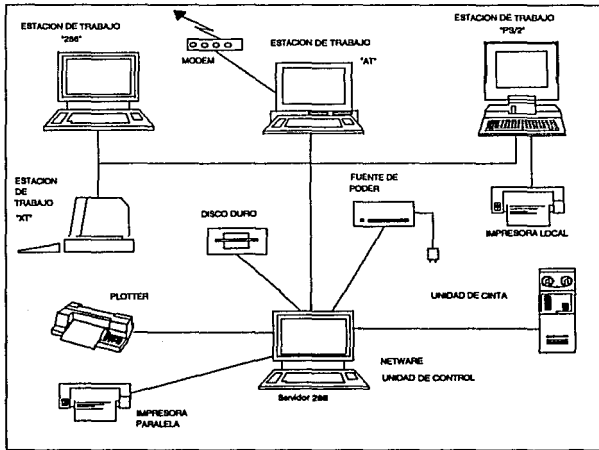 ESTACION DE TRABAJO
"286"
MODEM
ESTACION DE TRABAJO
"AT"
ESTACION DE TRABAJO
"PS/2"
ESTACION
DE
TRABAJO
"XT"
DISCO DURO
FUENTE DE
PODER
IMPRESORA LOCAL
PLOTTER
UNIDAD DE CINTA
NETWARE
UNIDAD DE CONTROL
Servidor 286
IMPRESORA
PARALELA